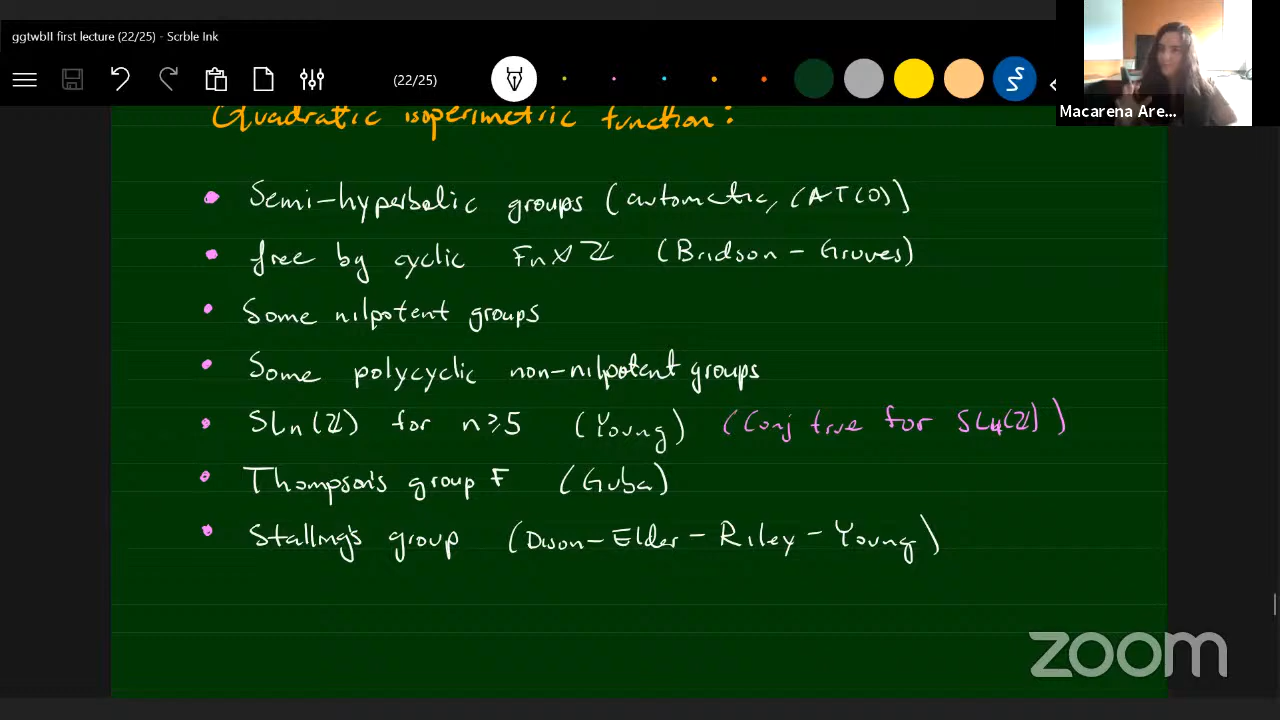 ggtwbII first lecture (22/25) - Scrble Ink
(22/25)
Macarena Are...
Quadratic isoperimetric function:
• Semi-hyperbolic groups (automatic, CAT(0))
• free by cyclic Fn ⋊ ℤ (Bridson - Groves)
• Some nilpotent groups
• Some polycyclic non-nilpotent groups
• SLn(ℤ) for n ≥ 5 (Young) (Conj true for SL4(ℤ))
• Thompson's group F (Guba)
• Stalling's group (Dison - Elder - Riley - Young)
zoom